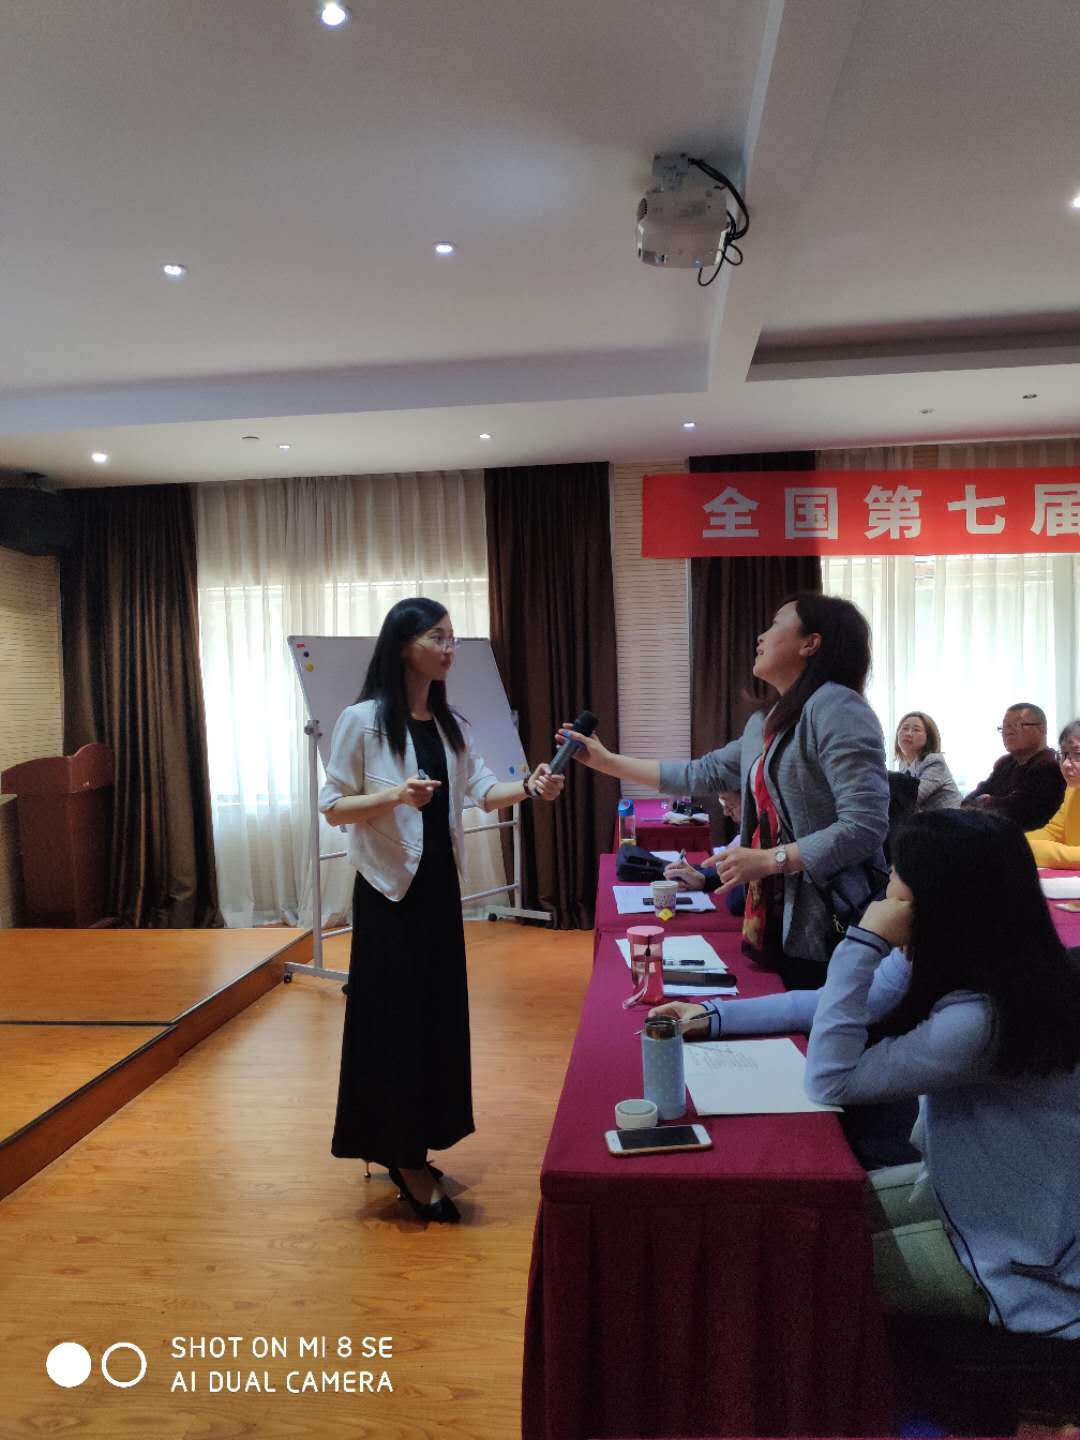 全国第七届
SHOT ON MI 8 SE
AI DUAL CAMERA